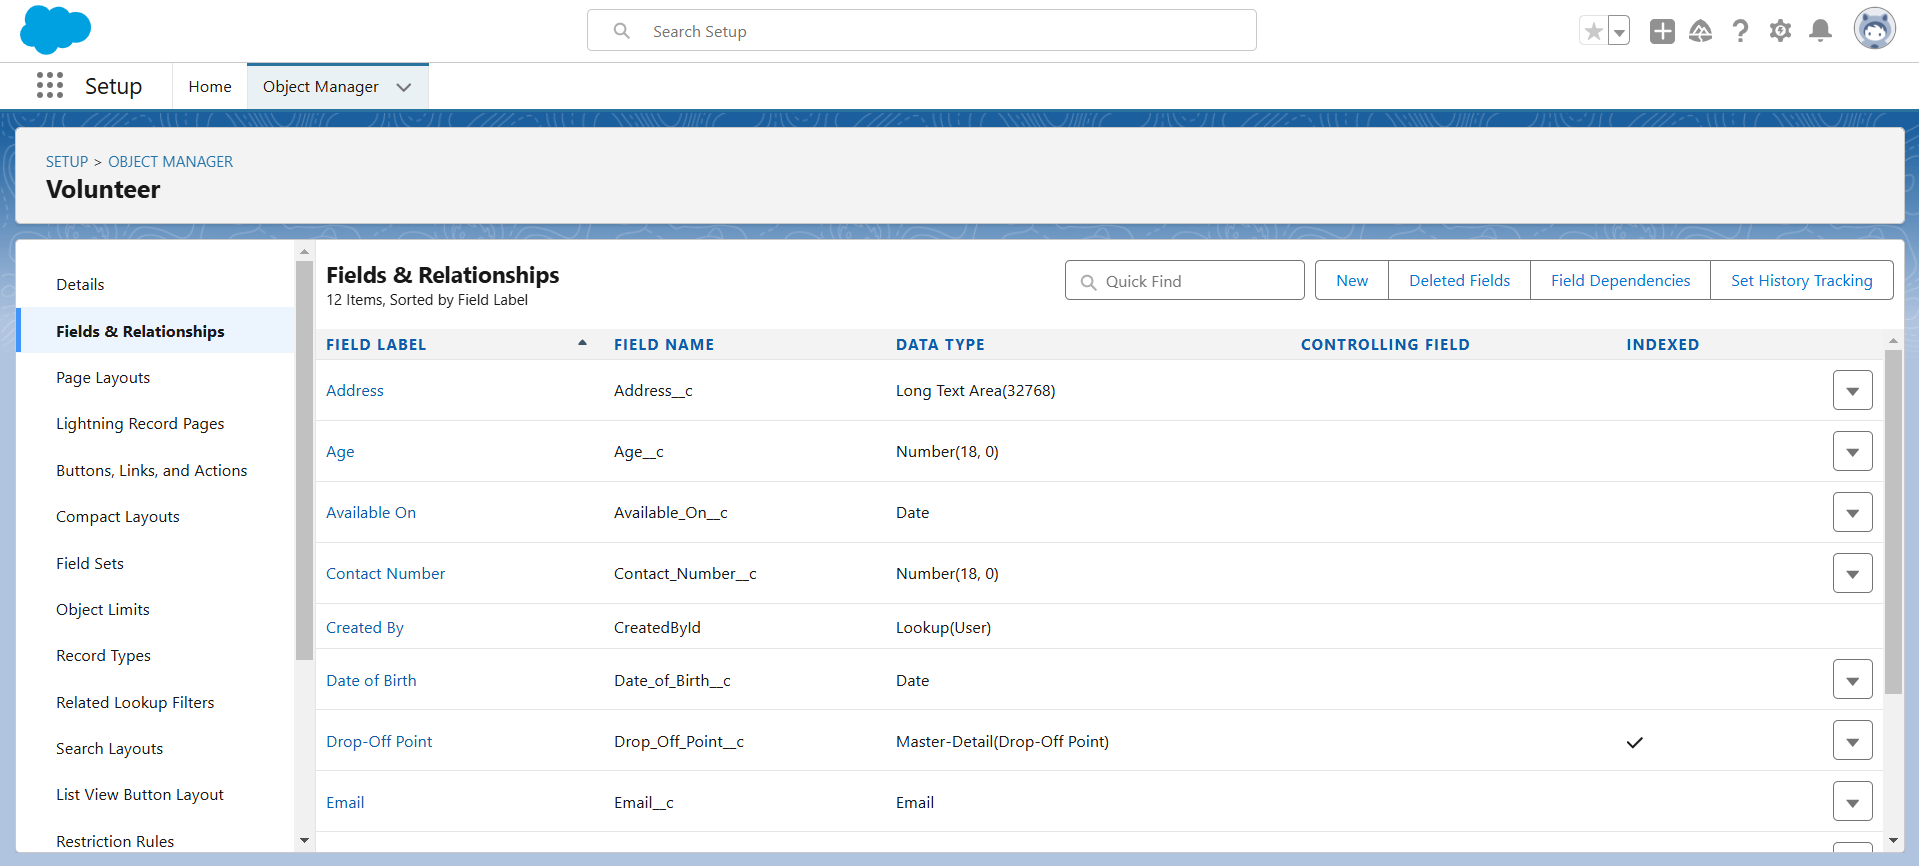 Search Setup
Setup
Home
Object Manager
SETUP > OBJECT MANAGER
Volunteer
Details
Fields & Relationships
Page Layouts
Lightning Record Pages
Buttons, Links, and Actions
Compact Layouts
Field Sets
Object Limits
Record Types
Related Lookup Filters
Search Layouts
List View Button Layout
Restriction Rules
Fields & Relationships
12 Items, Sorted by Field Label
Quick Find
New
Deleted Fields
Field Dependencies
Set History Tracking
FIELD LABEL FIELD NAME DATA TYPE CONTROLLING FIELD INDEXED
Address Address__c Long Text Area(32768)
Age Age__c Number(18, 0)
Available On Available_On__c Date
Contact Number Contact_Number__c Number(18, 0)
Created By CreatedById Lookup(User)
Date of Birth Date_of_Birth__c Date
Drop-Off Point Drop_Off_Point__c Master-Detail(Drop-Off Point)
Email Email__c Email